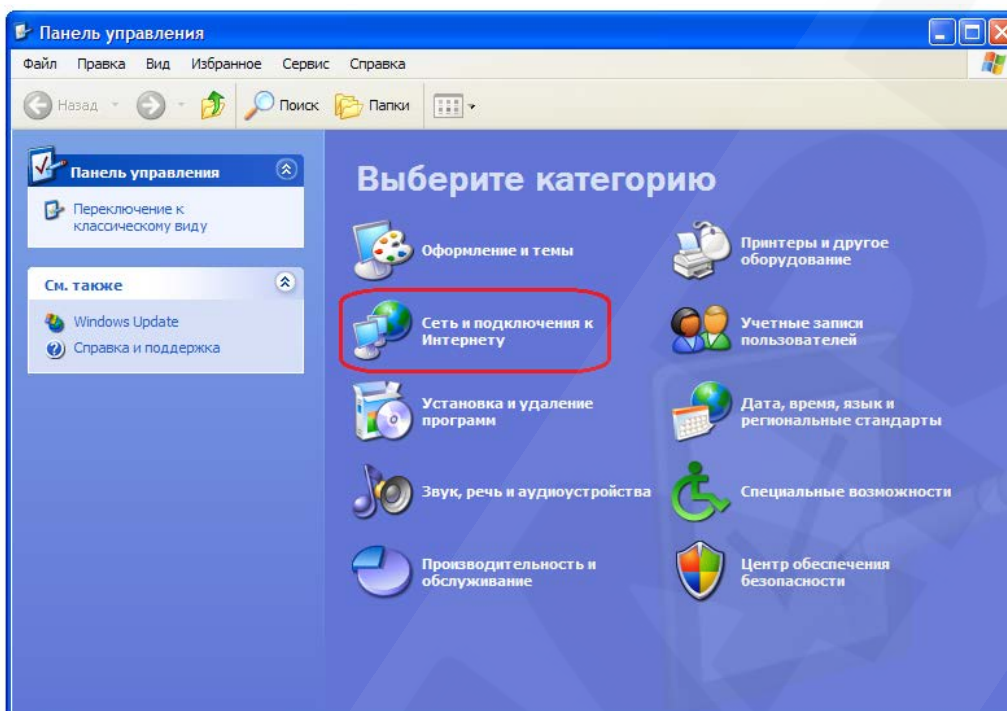 Панель управления
Файл Правка Вид Избранное Сервис Справка
Назад Поиск Папки
Панель управления
Переключение к
классическому виду
См. также
Windows Update
Справка и поддержка
Выберите категорию
Оформление и темы
Принтеры и другое
оборудование
Сеть и подключения к
Интернету
Учетные записи
пользователей
Установка и удаление
программ
Дата, время, язык и
региональные стандарты
Звук, речь и аудиоустройства
Специальные возможности
Производительность и
обслуживание
Центр обеспечения
безопасности